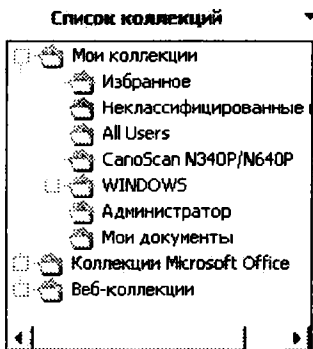 Список коллекций
Мои коллекции
Избранное
Неклассифицированные
All Users
CanoScan N340P/N640P
WINDOWS
Администратор
Мои документы
Коллекции Microsoft Office
Веб-коллекции